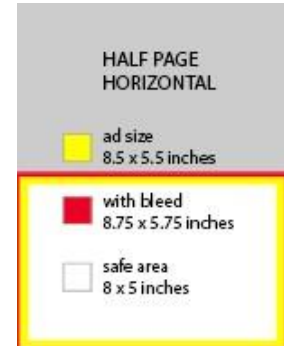 HALF PAGE
HORIZONTAL
ad size
8.5 x 5.5 inches
with bleed
8.75 x 5.75 inches
safe area
8 x 5 inches